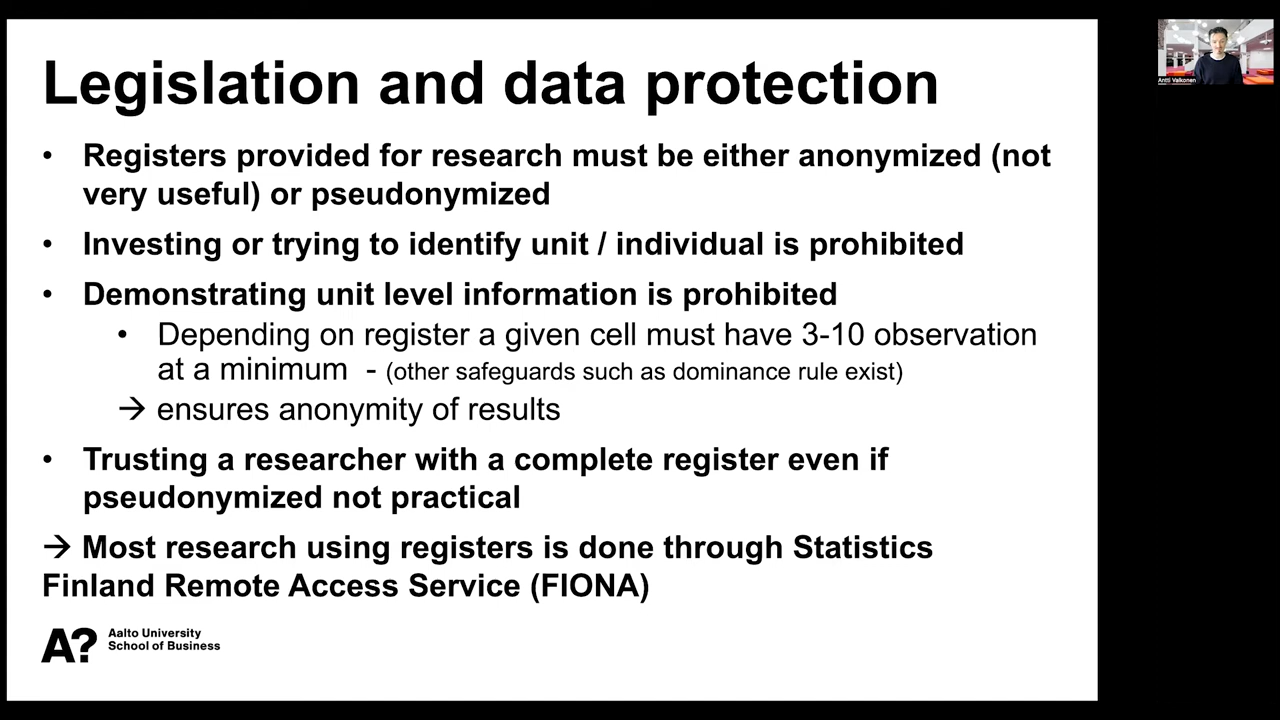 Legislation and data protection
• Registers provided for research must be either anonymized (not
very useful) or pseudonymized
• Investing or trying to identify unit / individual is prohibited
• Demonstrating unit level information is prohibited
• Depending on register a given cell must have 3-10 observation
at a minimum - (other safeguards such as dominance rule exist)
→ ensures anonymity of results
• Trusting a researcher with a complete register even if
pseudonymized not practical
→ Most research using registers is done through Statistics
Finland Remote Access Service (FIONA)
A?
Aalto University
School of Business
Antti Valkonen